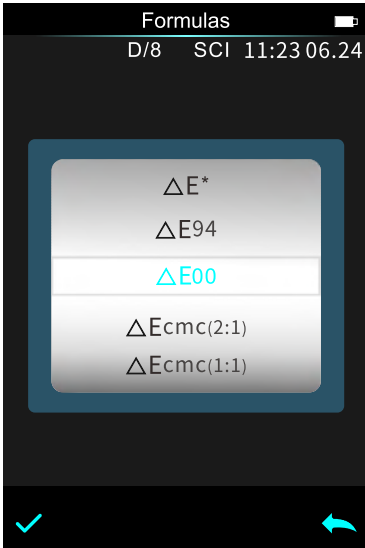 Formulas
D/8 SCI 11:23 06.24
△E*
△E94
△E00
△Ecmc(2:1)
△Ecmc(1:1)